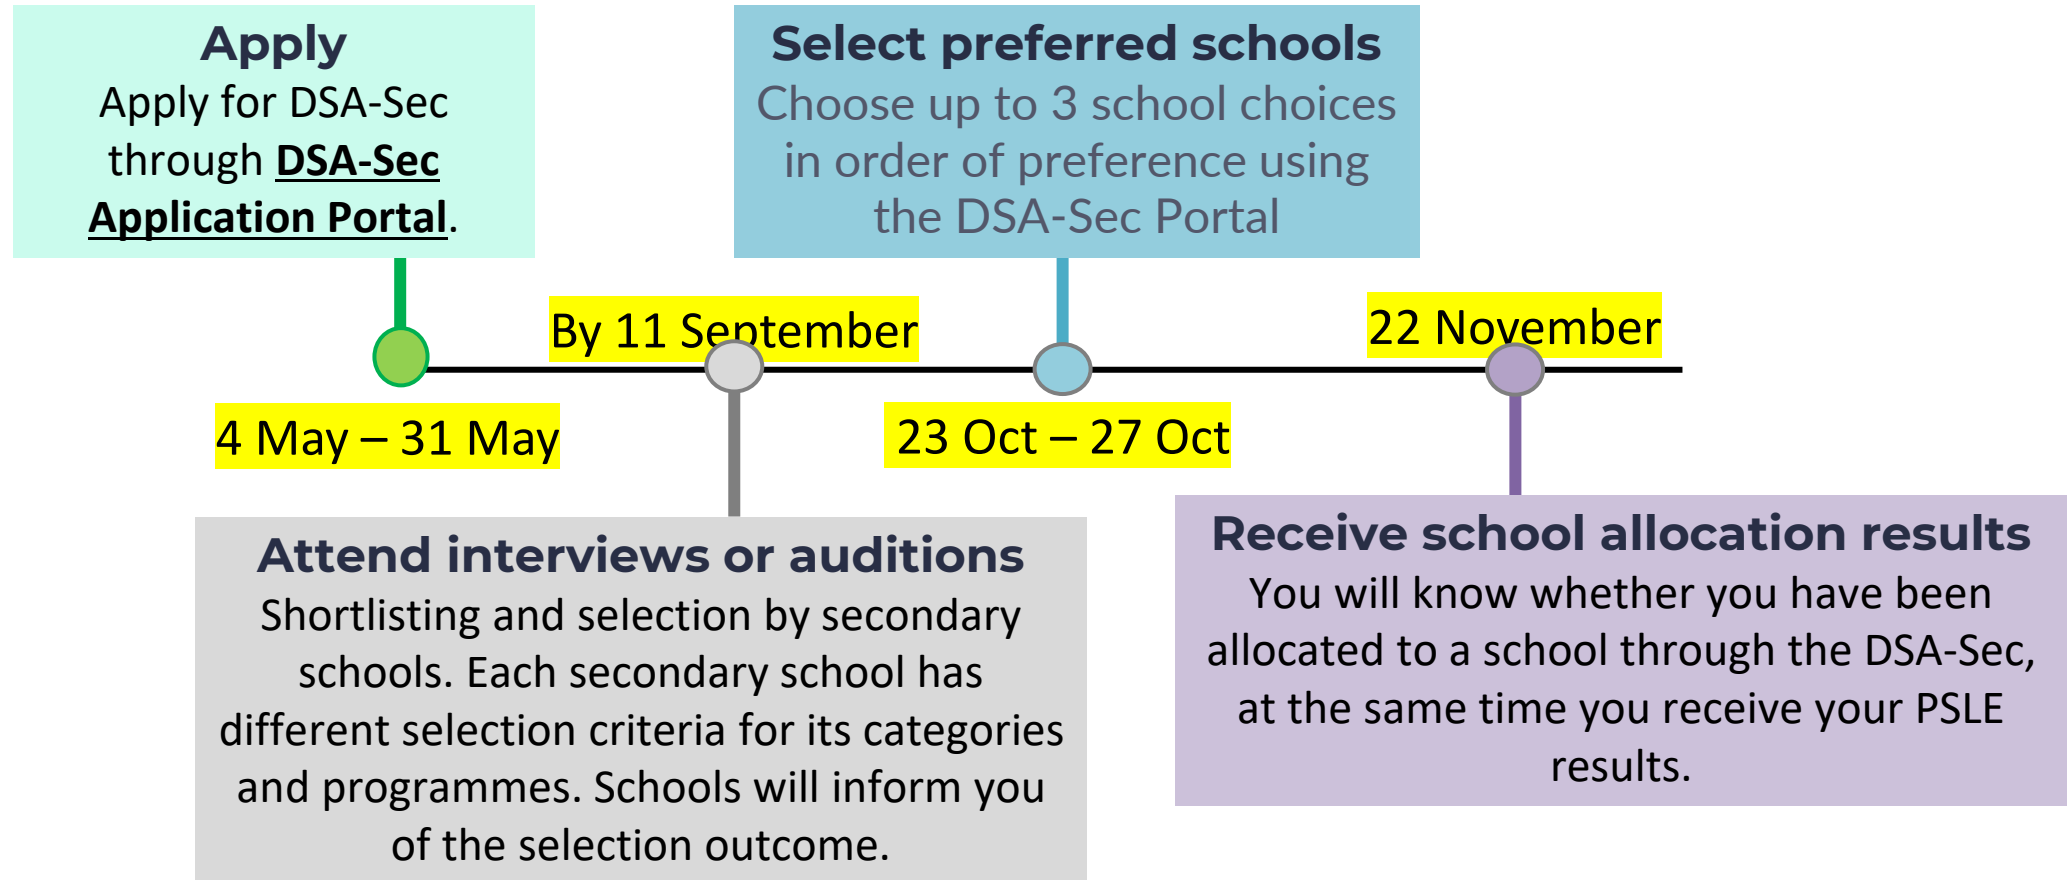 Apply
Apply for DSA-Sec
through DSA-Sec
Application Portal.
Select preferred schools
Choose up to 3 school choices
in order of preference using
the DSA-Sec Portal
By 11 September
22 November
4 May – 31 May
23 Oct – 27 Oct
Attend interviews or auditions
Shortlisting and selection by secondary
schools. Each secondary school has
different selection criteria for its categories
and programmes. Schools will inform you
of the selection outcome.
Receive school allocation results
You will know whether you have been
allocated to a school through the DSA-Sec,
at the same time you receive your PSLE
results.